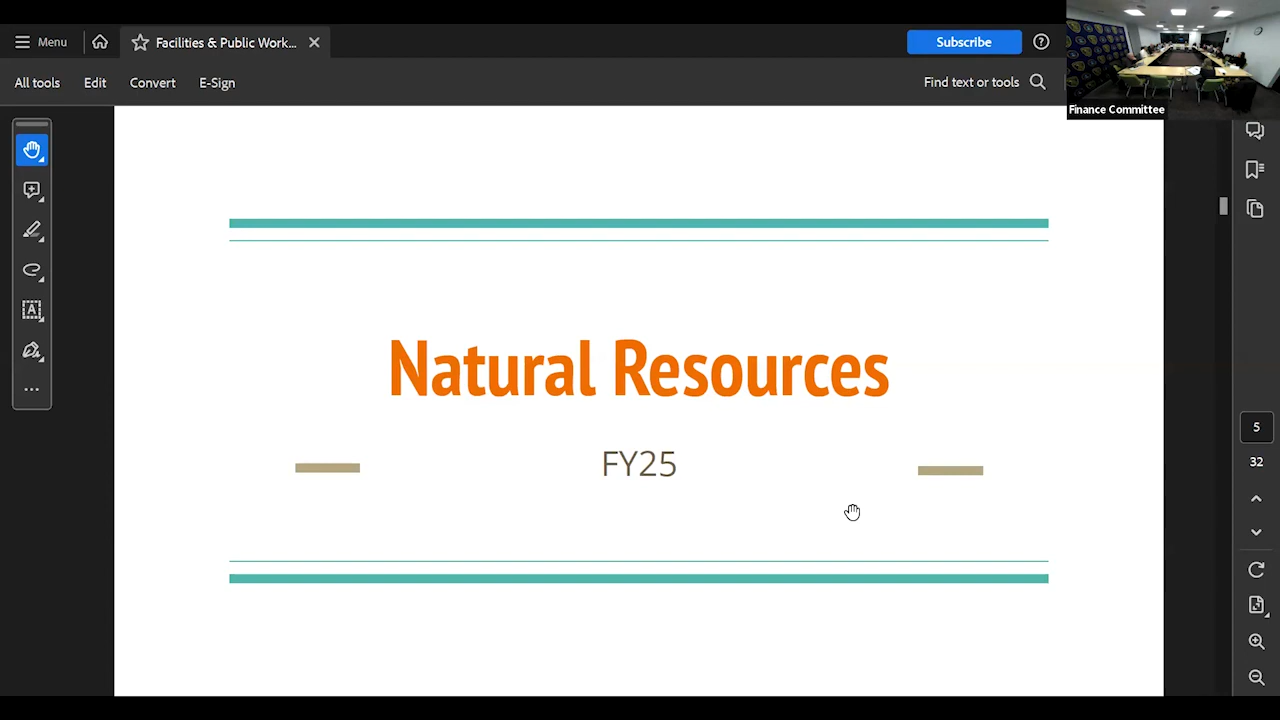 Menu
Facilities & Public Work...
Subscribe
All tools
Edit
Convert
E-Sign
Find text or tools
Finance Committee
Natural Resources
FY25
5
32